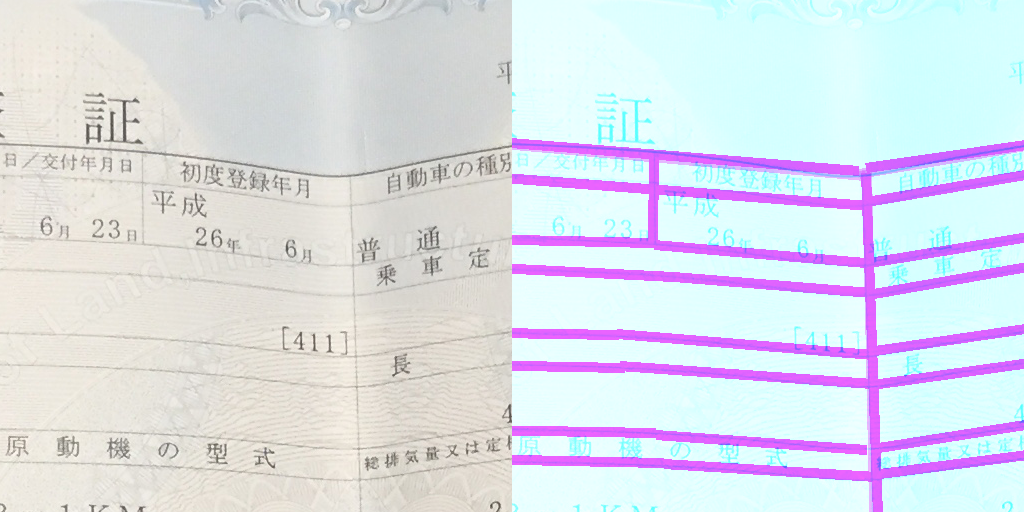 証
日／交付年月日 初度登録年月 自動車の種別
平成
6月 23日 26年 6月 普通
乗車定
[411]
長
原動機の型式 総排気量又は定
1 KM
平
証
日／交付年月日 初度登録年月 自動車の種別
平成
6月 23日 26年 6月 普通
乗車定
[411]
長
原動機の型式 総排気量又は定